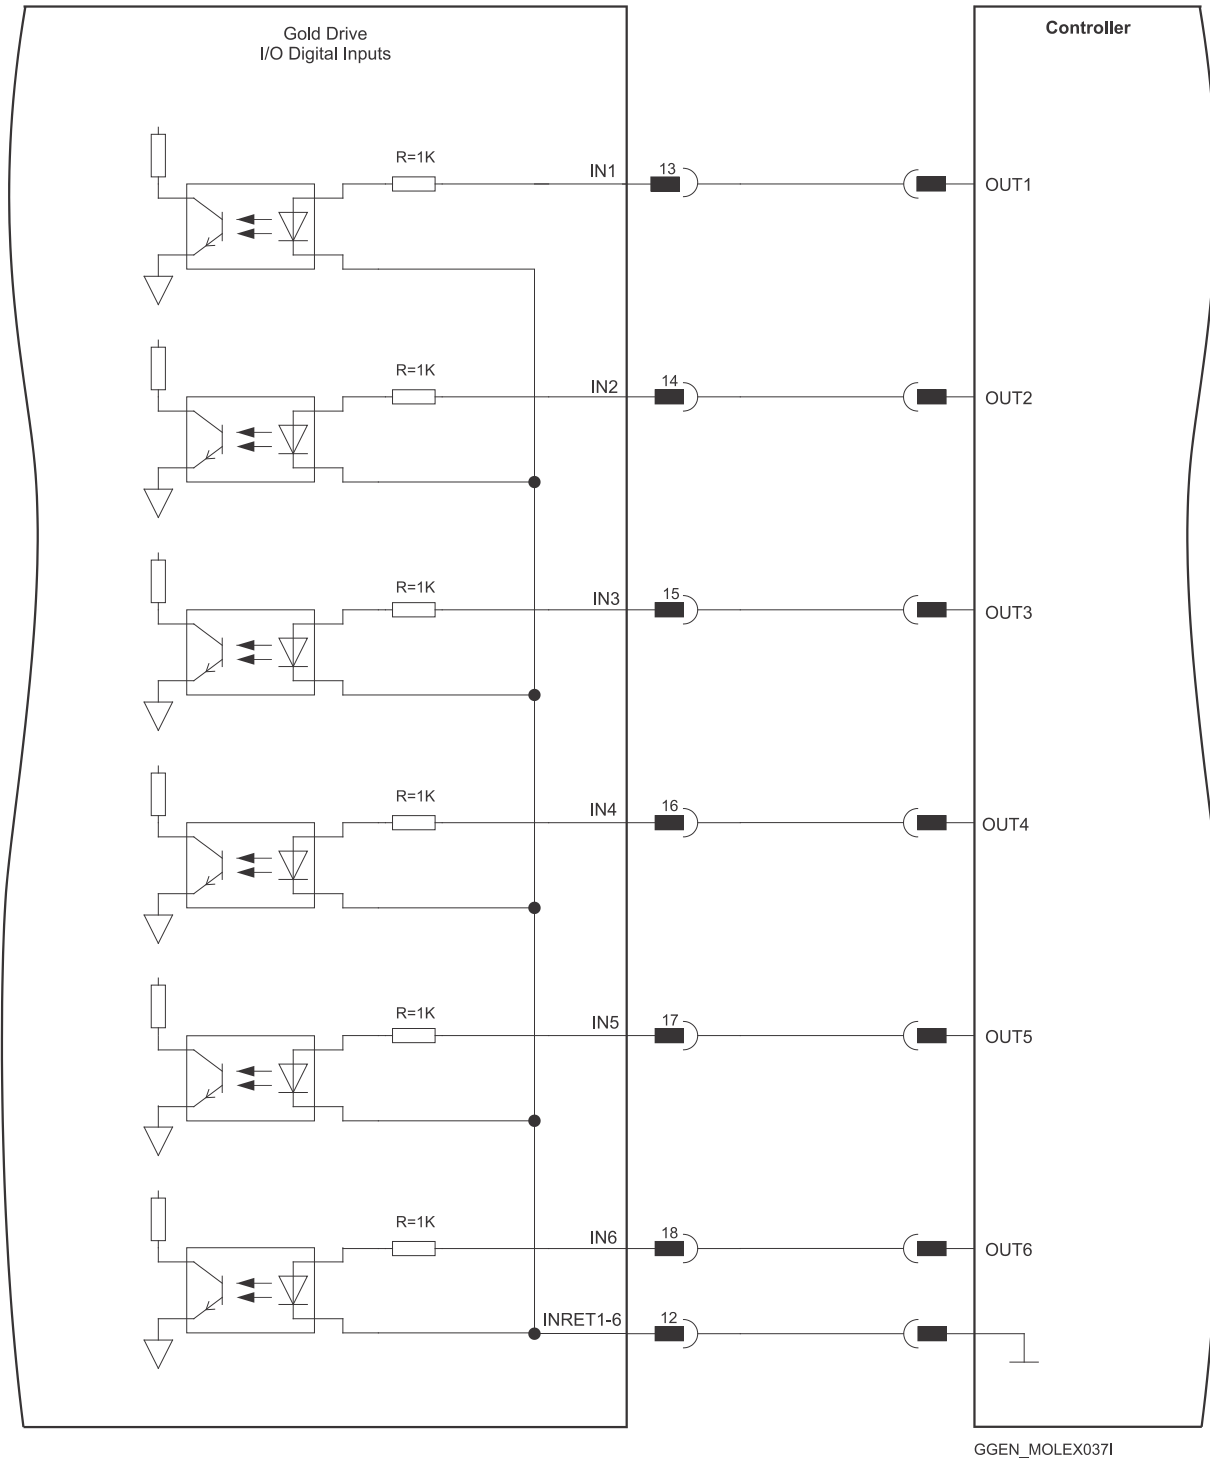 Gold Drive
I/O Digital Inputs
Controller
R=1K
IN1
13
OUT1
R=1K
IN2
14
OUT2
R=1K
IN3
15
OUT3
R=1K
IN4
16
OUT4
R=1K
IN5
17
OUT5
R=1K
IN6
18
OUT6
INRET1-6
12
GGEN_MOLEX037I